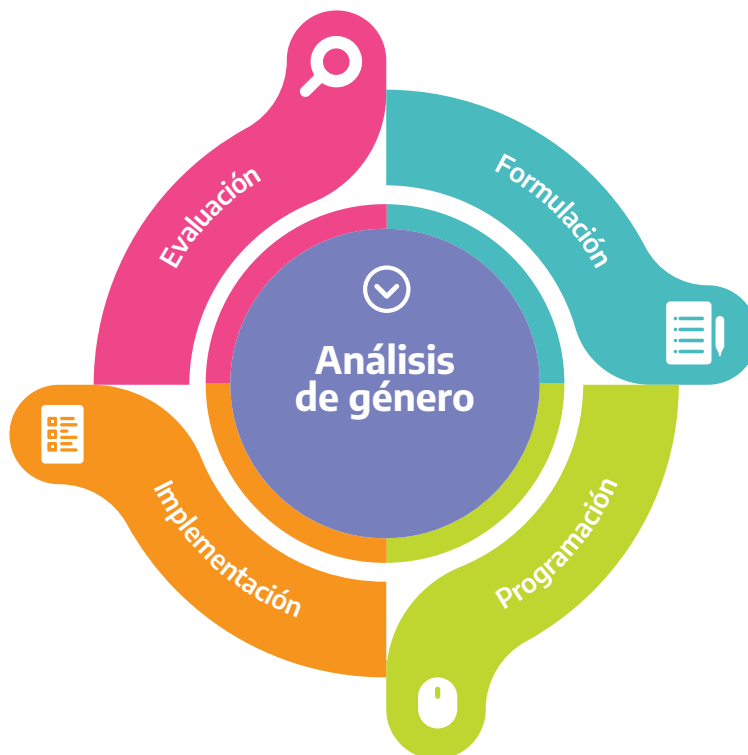 Evaluación
Formulación
Análisis
de género
Implementación
Programación